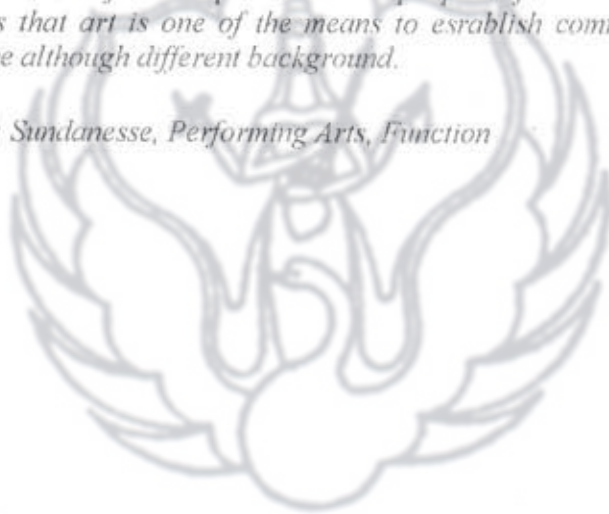 s that art is one of the means to esrablish com
e although different background.
Sundanesse, Performing Arts, Function